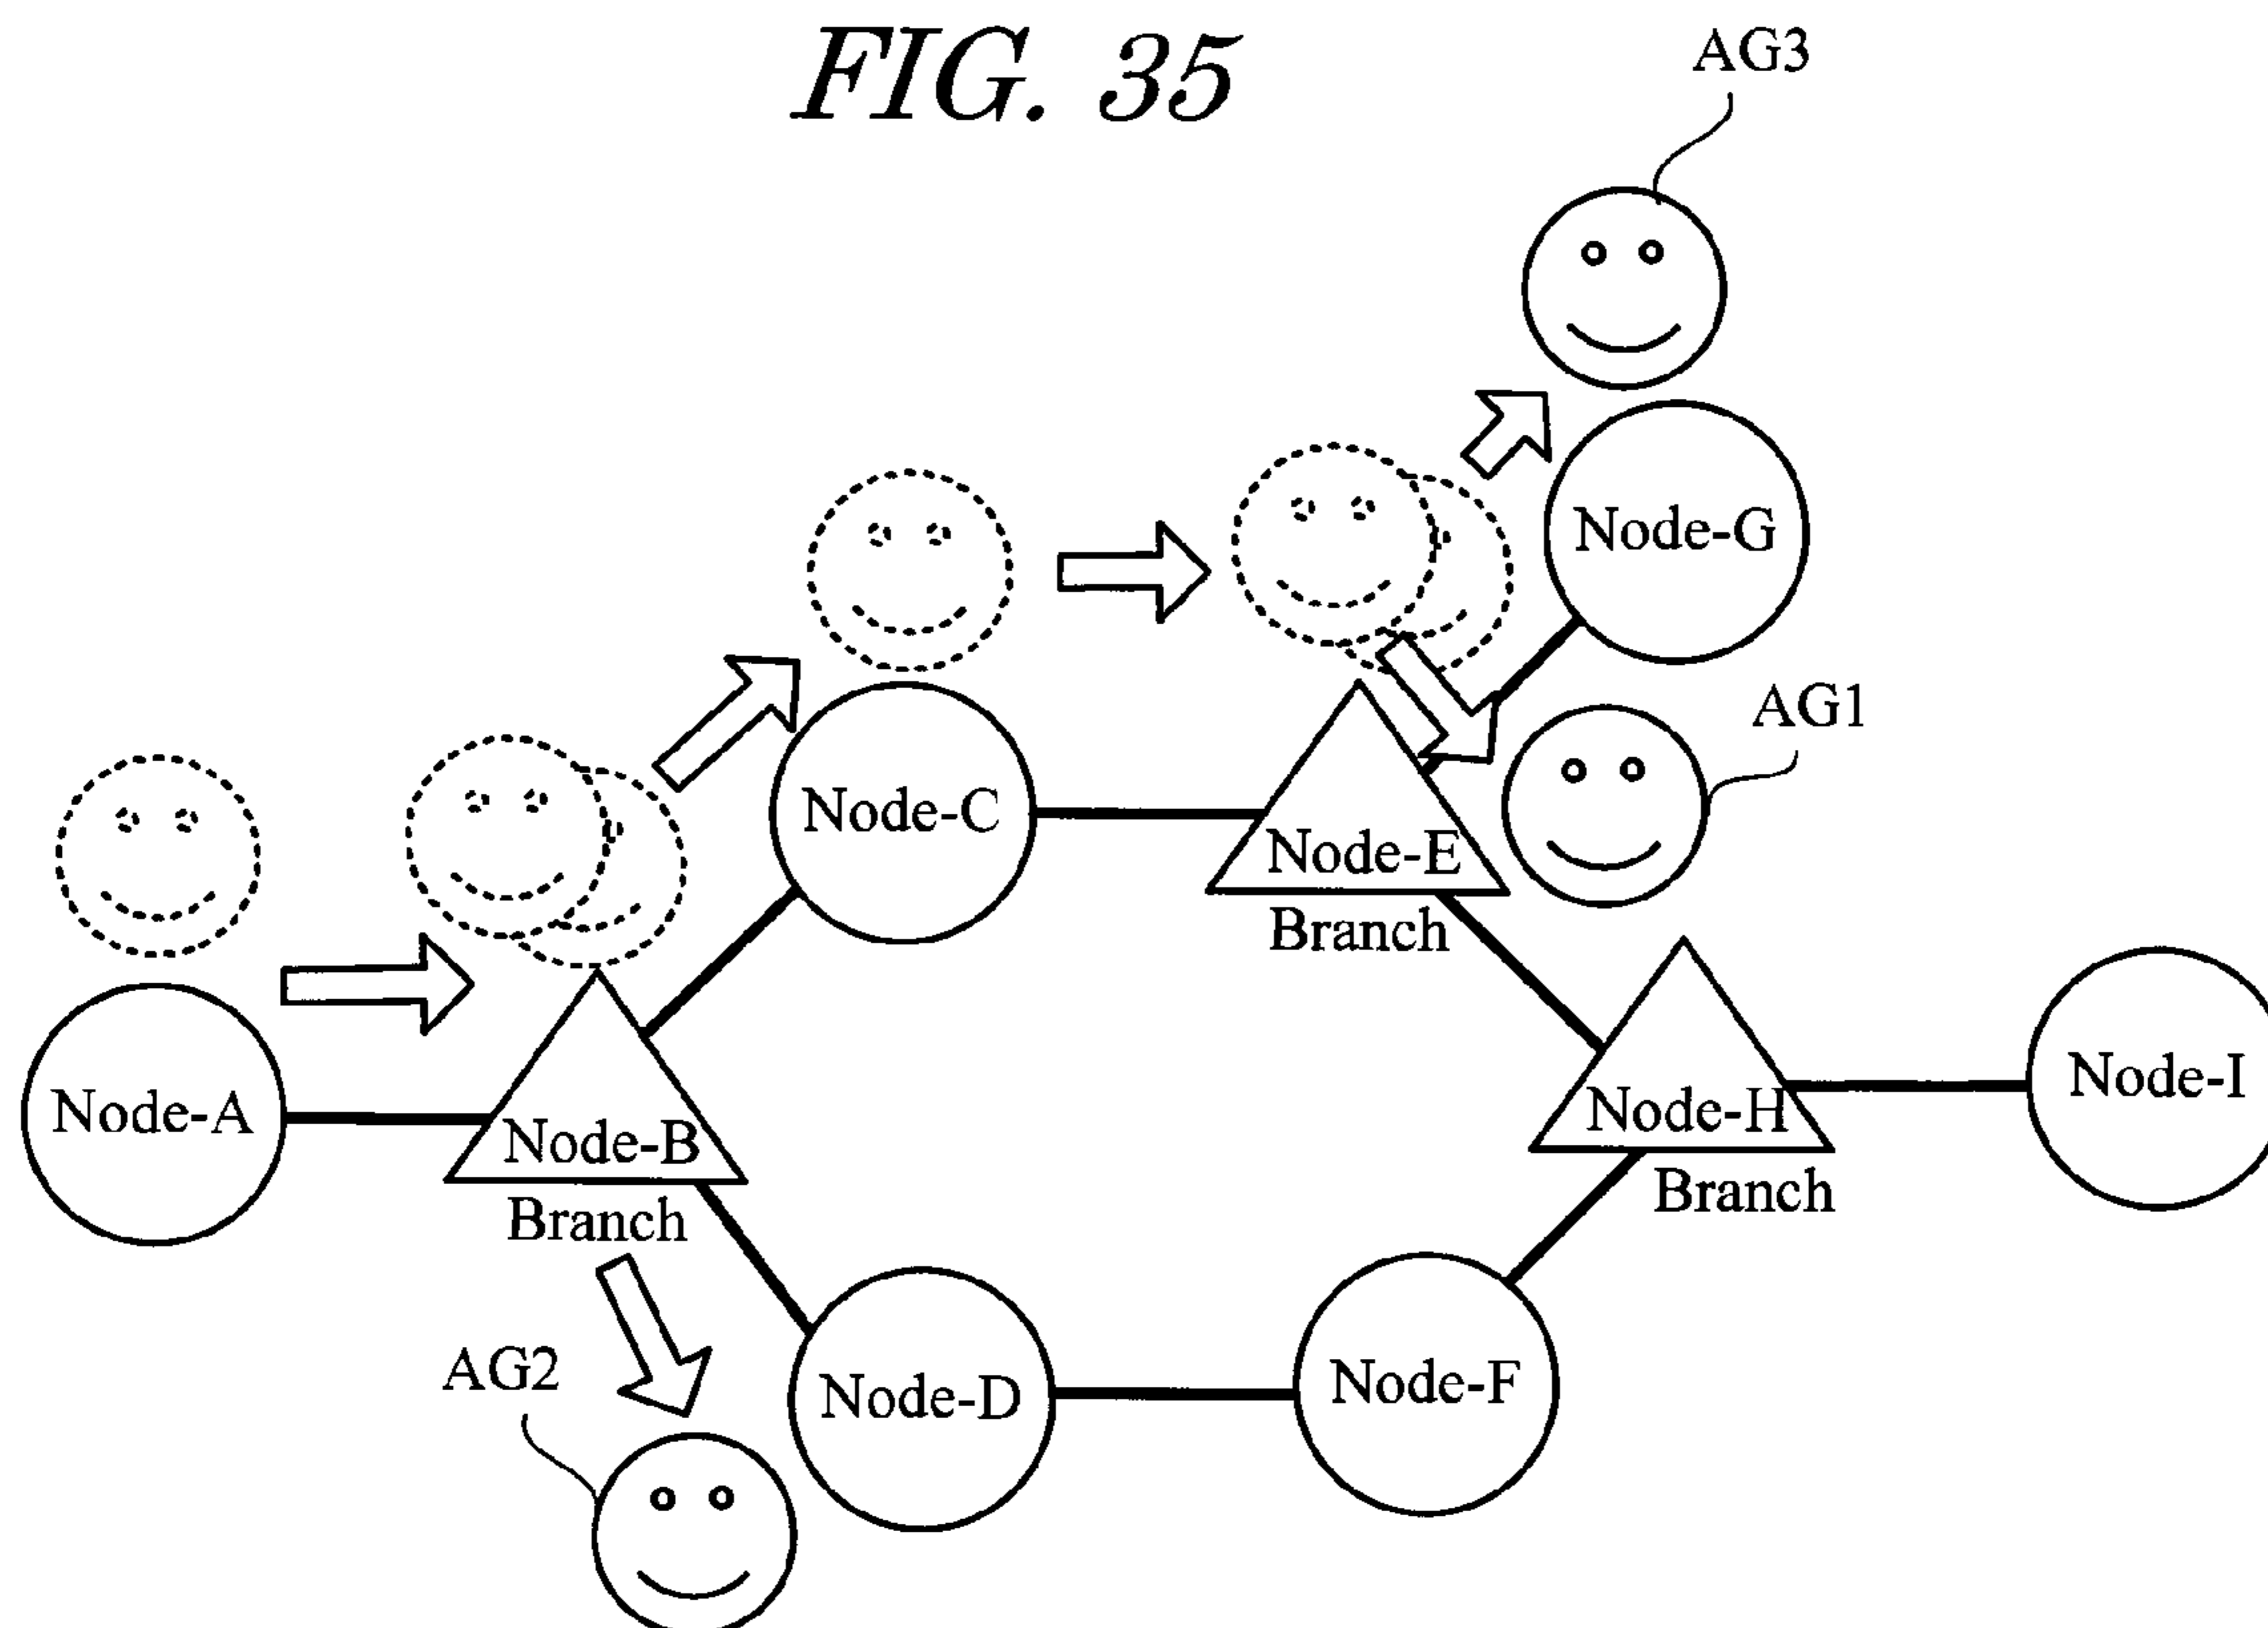 FIG. 35
AG3
Node-G
AG1
Node-C
Node-E
Branch
Node-A
Node-B
Branch
Node-H
Branch
Node-I
AG2
Node-D
Node-F